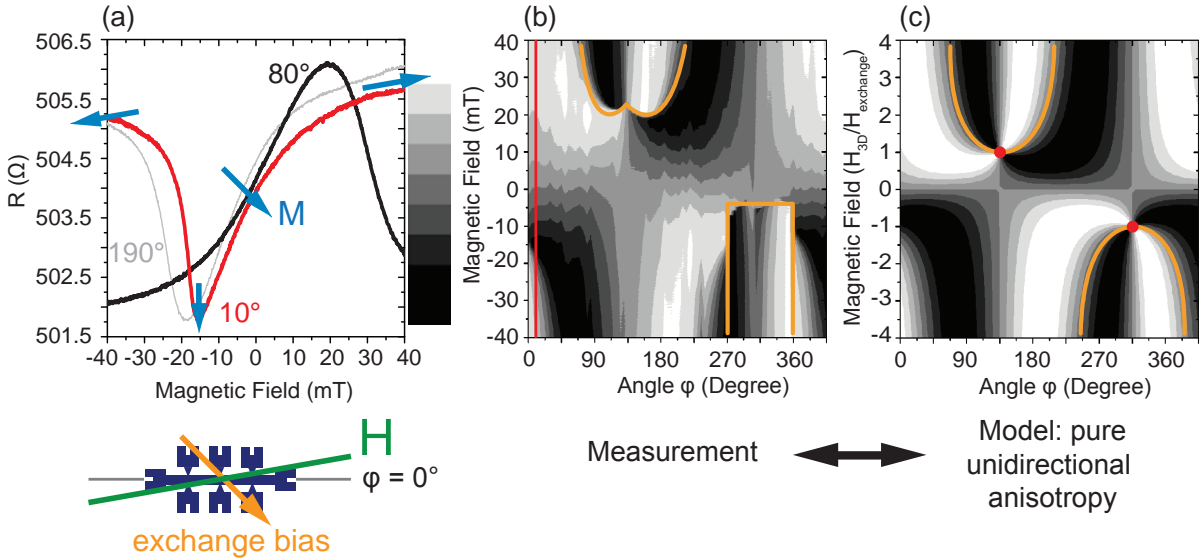 (a)
R (Ω)
506.5
505.5
504.5
503.5
502.5
501.5
80°
M
190°
10°
-40 -30 -20 -10 0 10 20 30 40
Magnetic Field (mT)
H
φ = 0°
exchange bias
(b)
Magnetic Field (mT)
40
30
20
10
0
-10
-20
-30
-40
0 90 180 270 360
Angle φ (Degree)
Measurement
(c)
Magnetic Field (H3D/Hexchange)
4
3
2
1
0
-1
-2
-3
-4
0 90 180 270 360
Angle φ (Degree)
Model: pure
unidirectional
anisotropy